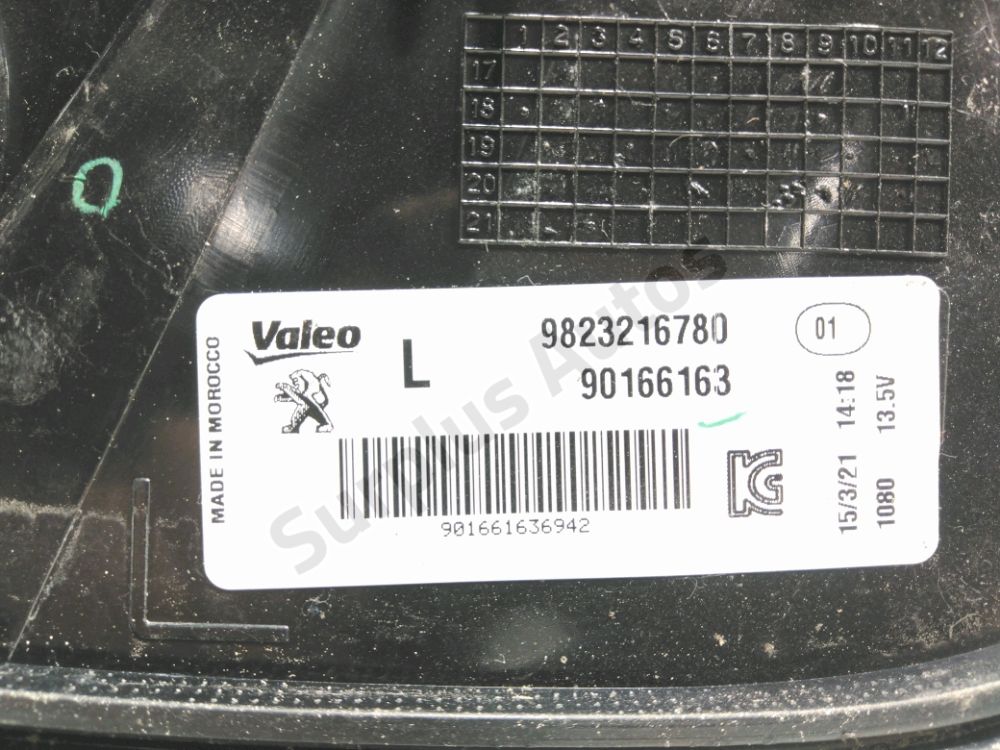 1 2 3 4 5 6 7 8 9 10 11 12
17
18
19
20
21
Valeo
L
9823216780
90166163
01
MADE IN MOROCCO
901661636942
KC
15/3/21 14:18
1080 13.5V
L
Surplus Autos